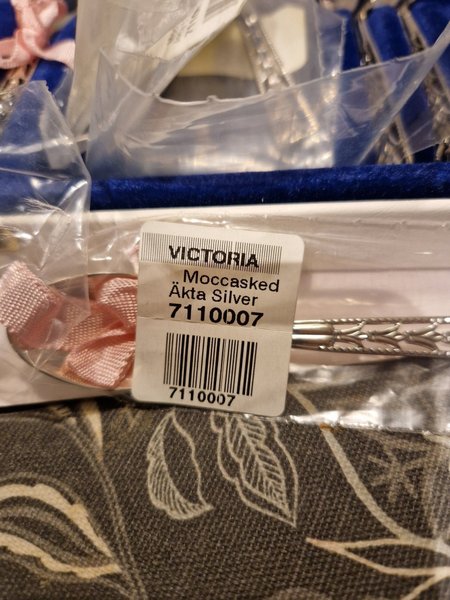 VICTORIA
Moccasked
Äkta Silver
7110007
7110007